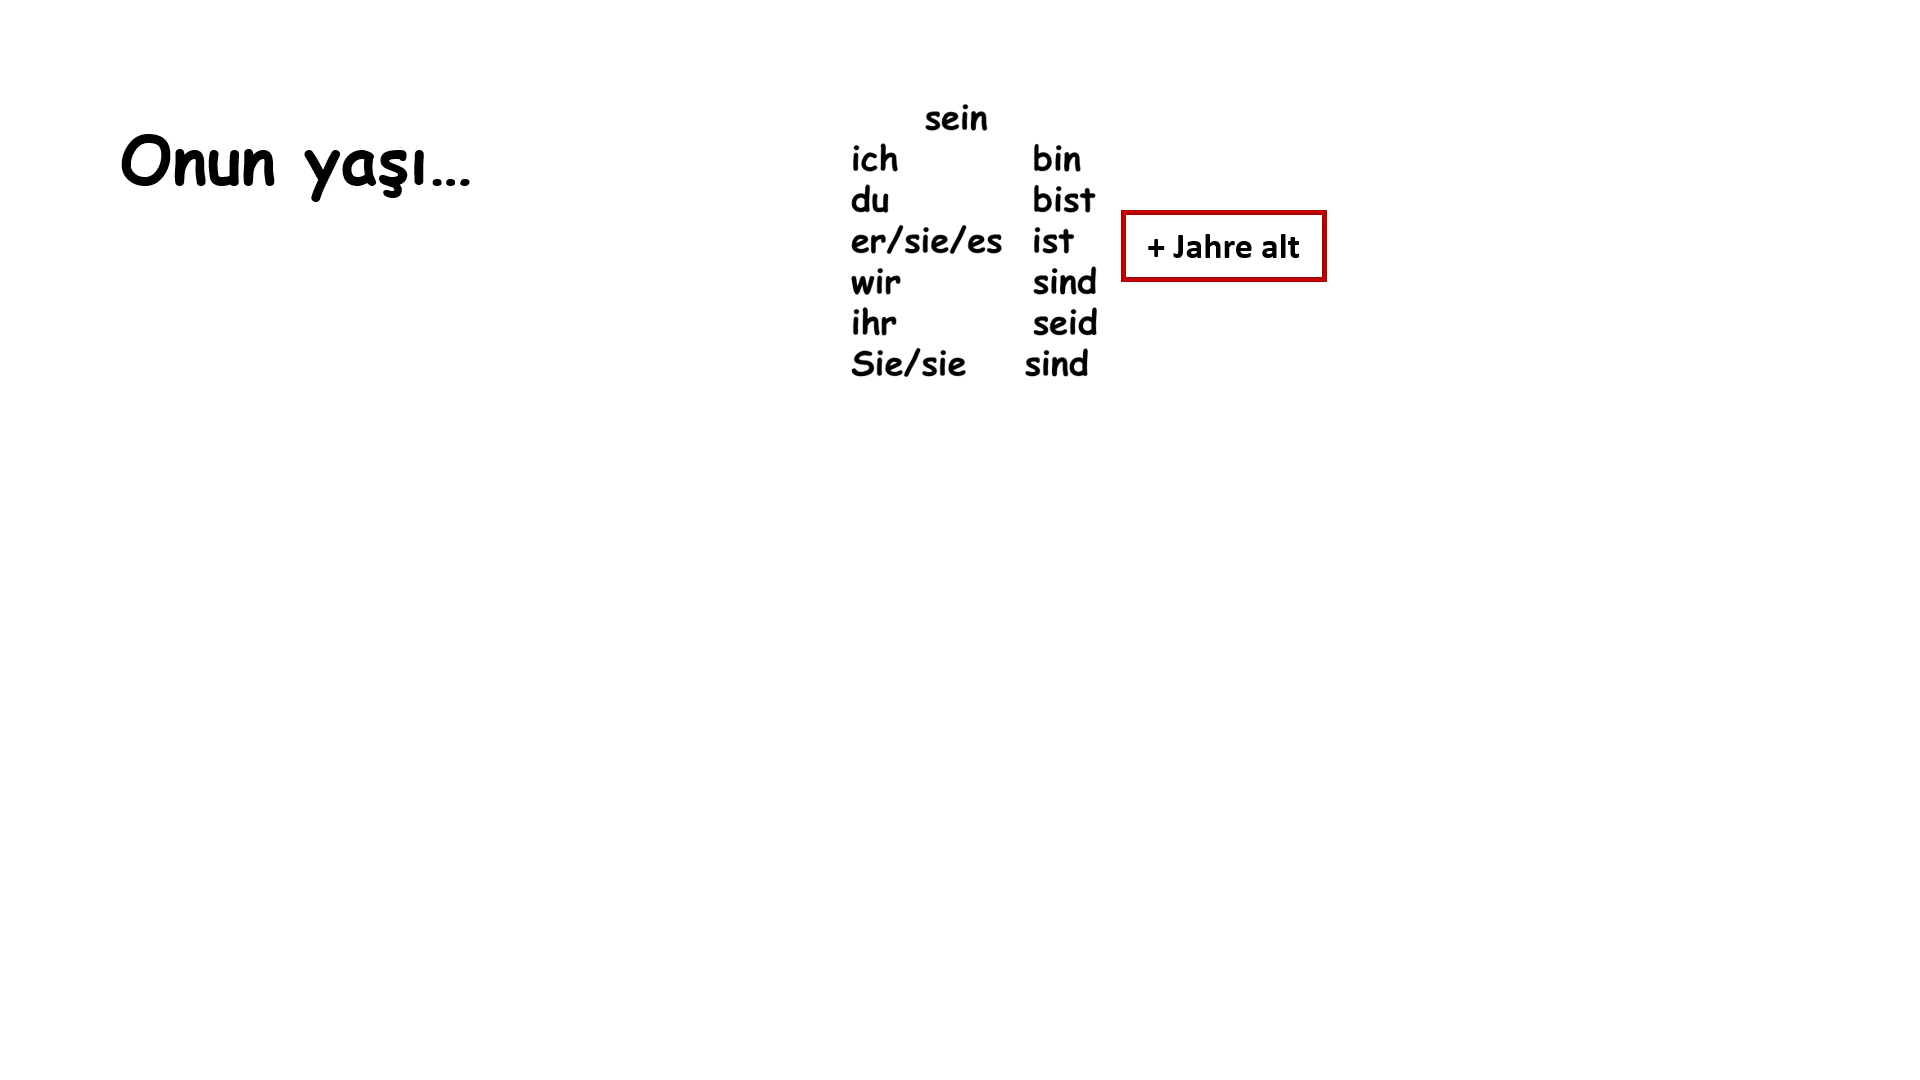 Onun yaşı…
sein
ich bin
du bist
er/sie/es ist
wir sind
ihr seid
Sie/sie sind
+ Jahre alt